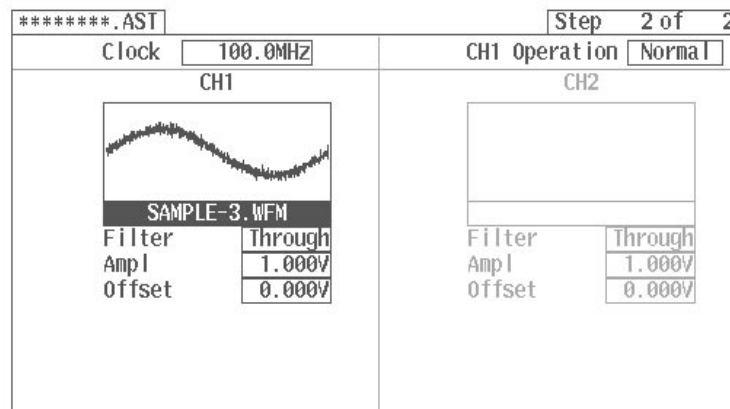 ********.AST Step 2 of 2
Clock 100.0MHz CH1 Operation Normal
CH1 CH2
SAMPLE-3.WFM
Filter Through Filter Through
Ampl 1.000V Ampl 1.000V
Offset 0.000V Offset 0.000V